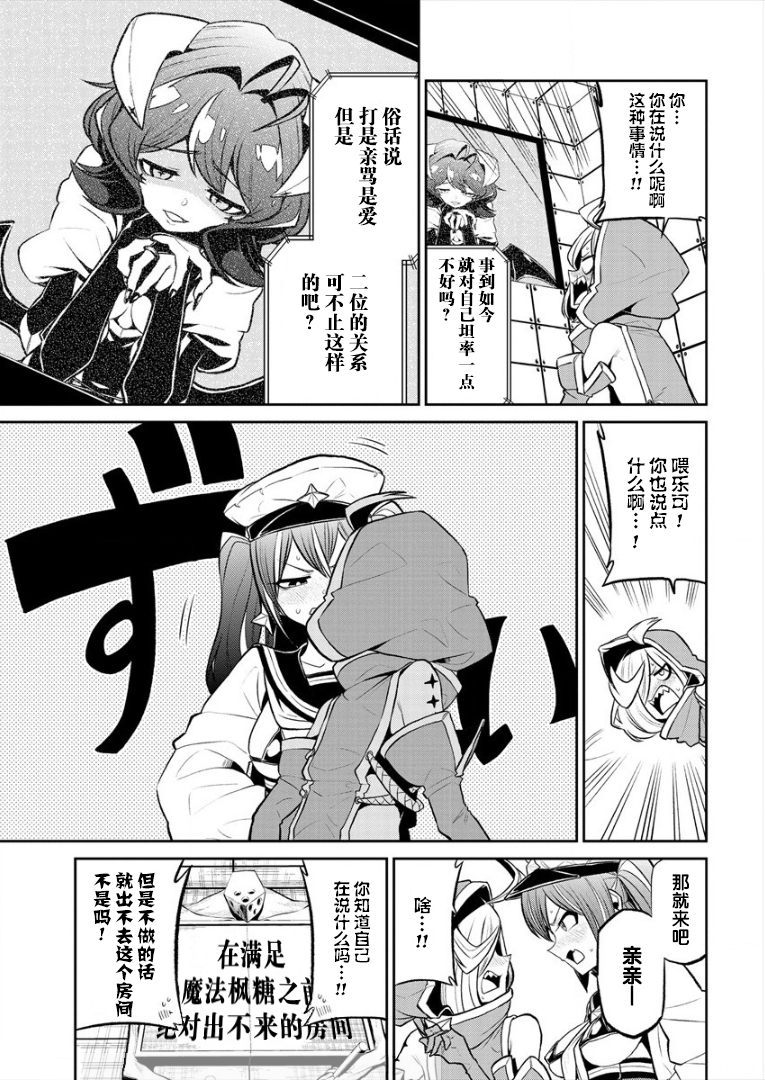 你…
你在说什么呢啊
这种事情…!!
事到如今
就对自己坦率一点
不好吗？
俗话说
打是亲骂是爱
但是
二位的关系
可不止这样
的吧？
喂乐可！
你也说点
什么啊…！
ずい
那就来吧
亲亲—
啥…!!
你知道自己
在说什么吗…!!
在满足
魔法枫糖之前
绝对出不来的房间
但是不做的话
就出不去这个房间
不是吗！